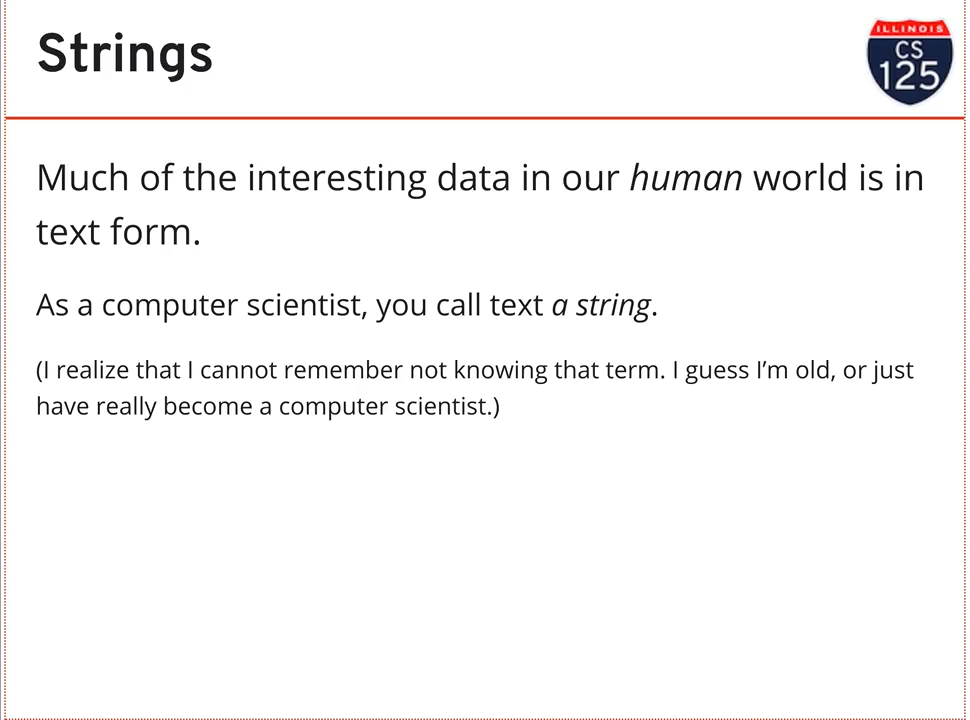 Strings
ILLINOIS
CS
125
Much of the interesting data in our human world is in
text form.
As a computer scientist, you call text a string.
(I realize that I cannot remember not knowing that term. I guess I’m old, or just
have really become a computer scientist.)